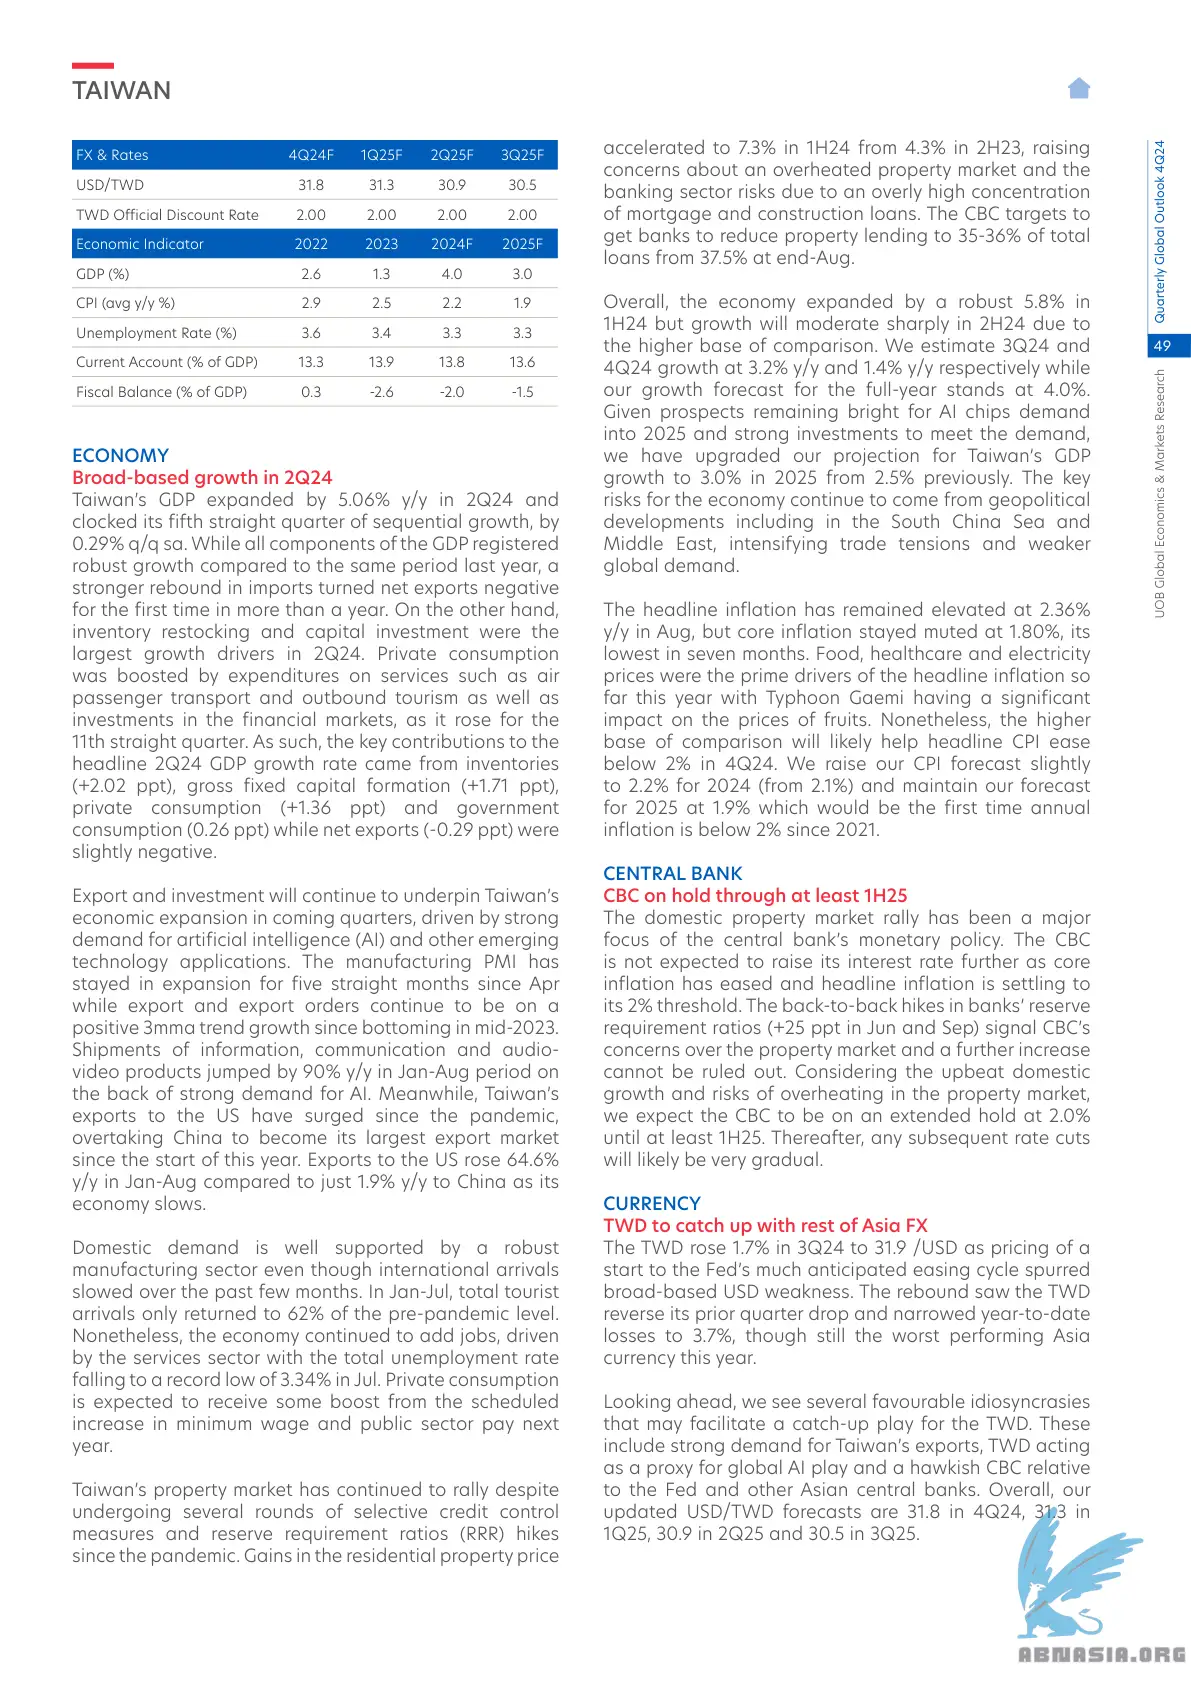 TAIWAN
FX & Rates 4Q24F 1Q25F 2Q25F 3Q25F
USD/TWD 31.8 31.3 30.9 30.5
TWD Official Discount Rate 2.00 2.00 2.00 2.00
Economic Indicator 2022 2023 2024F 2025F
GDP (%) 2.6 1.3 4.0 3.0
CPI (avg y/y %) 2.9 2.5 2.2 1.9
Unemployment Rate (%) 3.6 3.4 3.3 3.3
Current Account (% of GDP) 13.3 13.9 13.8 13.6
Fiscal Balance (% of GDP) 0.3 -2.6 -2.0 -1.5
ECONOMY
Broad-based growth in 2Q24
Taiwan’s GDP expanded by 5.06% y/y in 2Q24 and
clocked its fifth straight quarter of sequential growth, by
0.29% q/q sa. While all components of the GDP registered
robust growth compared to the same period last year, a
stronger rebound in imports turned net exports negative
for the first time in more than a year. On the other hand,
inventory restocking and capital investment were the
largest growth drivers in 2Q24. Private consumption
was boosted by expenditures on services such as air
passenger transport and outbound tourism as well as
investments in the financial markets, as it rose for the
11th straight quarter. As such, the key contributions to the
headline 2Q24 GDP growth rate came from inventories
(+2.02 ppt), gross fixed capital formation (+1.71 ppt),
private consumption (+1.36 ppt) and government
consumption (0.26 ppt) while net exports (-0.29 ppt) were
slightly negative.
Export and investment will continue to underpin Taiwan’s
economic expansion in coming quarters, driven by strong
demand for artificial intelligence (AI) and other emerging
technology applications. The manufacturing PMI has
stayed in expansion for five straight months since Apr
while export and export orders continue to be on a
positive 3mma trend growth since bottoming in mid-2023.
Shipments of information, communication and audio-
video products jumped by 90% y/y in Jan-Aug period on
the back of strong demand for AI. Meanwhile, Taiwan’s
exports to the US have surged since the pandemic,
overtaking China to become its largest export market
since the start of this year. Exports to the US rose 64.6%
y/y in Jan-Aug compared to just 1.9% y/y to China as its
economy slows.
Domestic demand is well supported by a robust
manufacturing sector even though international arrivals
slowed over the past few months. In Jan-Jul, total tourist
arrivals only returned to 62% of the pre-pandemic level.
Nonetheless, the economy continued to add jobs, driven
by the services sector with the total unemployment rate
falling to a record low of 3.34% in Jul. Private consumption
is expected to receive some boost from the scheduled
increase in minimum wage and public sector pay next
year.
Taiwan’s property market has continued to rally despite
undergoing several rounds of selective credit control
measures and reserve requirement ratios (RRR) hikes
since the pandemic. Gains in the residential property price
accelerated to 7.3% in 1H24 from 4.3% in 2H23, raising
concerns about an overheated property market and the
banking sector risks due to an overly high concentration
of mortgage and construction loans. The CBC targets to
get banks to reduce property lending to 35-36% of total
loans from 37.5% at end-Aug.
Overall, the economy expanded by a robust 5.8% in
1H24 but growth will moderate sharply in 2H24 due to
the higher base of comparison. We estimate 3Q24 and
4Q24 growth at 3.2% y/y and 1.4% y/y respectively while
our growth forecast for the full-year stands at 4.0%.
Given prospects remaining bright for AI chips demand
into 2025 and strong investments to meet the demand,
we have upgraded our projection for Taiwan’s GDP
growth to 3.0% in 2025 from 2.5% previously. The key
risks for the economy continue to come from geopolitical
developments including in the South China Sea and
Middle East, intensifying trade tensions and weaker
global demand.
The headline inflation has remained elevated at 2.36%
y/y in Aug, but core inflation stayed muted at 1.80%, its
lowest in seven months. Food, healthcare and electricity
prices were the prime drivers of the headline inflation so
far this year with Typhoon Gaemi having a significant
impact on the prices of fruits. Nonetheless, the higher
base of comparison will likely help headline CPI ease
below 2% in 4Q24. We raise our CPI forecast slightly
to 2.2% for 2024 (from 2.1%) and maintain our forecast
for 2025 at 1.9% which would be the first time annual
inflation is below 2% since 2021.
CENTRAL BANK
CBC on hold through at least 1H25
The domestic property market rally has been a major
focus of the central bank’s monetary policy. The CBC
is not expected to raise its interest rate further as core
inflation has eased and headline inflation is settling to
its 2% threshold. The back-to-back hikes in banks’ reserve
requirement ratios (+25 ppt in Jun and Sep) signal CBC’s
concerns over the property market and a further increase
cannot be ruled out. Considering the upbeat domestic
growth and risks of overheating in the property market,
we expect the CBC to be on an extended hold at 2.0%
until at least 1H25. Thereafter, any subsequent rate cuts
will likely be very gradual.
CURRENCY
TWD to catch up with rest of Asia FX
The TWD rose 1.7% in 3Q24 to 31.9 /USD as pricing of a
start to the Fed’s much anticipated easing cycle spurred
broad-based USD weakness. The rebound saw the TWD
reverse its prior quarter drop and narrowed year-to-date
losses to 3.7%, though still the worst performing Asia
currency this year.
Looking ahead, we see several favourable idiosyncrasies
that may facilitate a catch-up play for the TWD. These
include strong demand for Taiwan’s exports, TWD acting
as a proxy for global AI play and a hawkish CBC relative
to the Fed and other Asian central banks. Overall, our
updated USD/TWD forecasts are 31.8 in 4Q24, 31.3 in
1Q25, 30.9 in 2Q25 and 30.5 in 3Q25.
Quarterly Global Outlook 4Q24
49
UOB Global Economics & Markets Research
ABNASIA.ORG